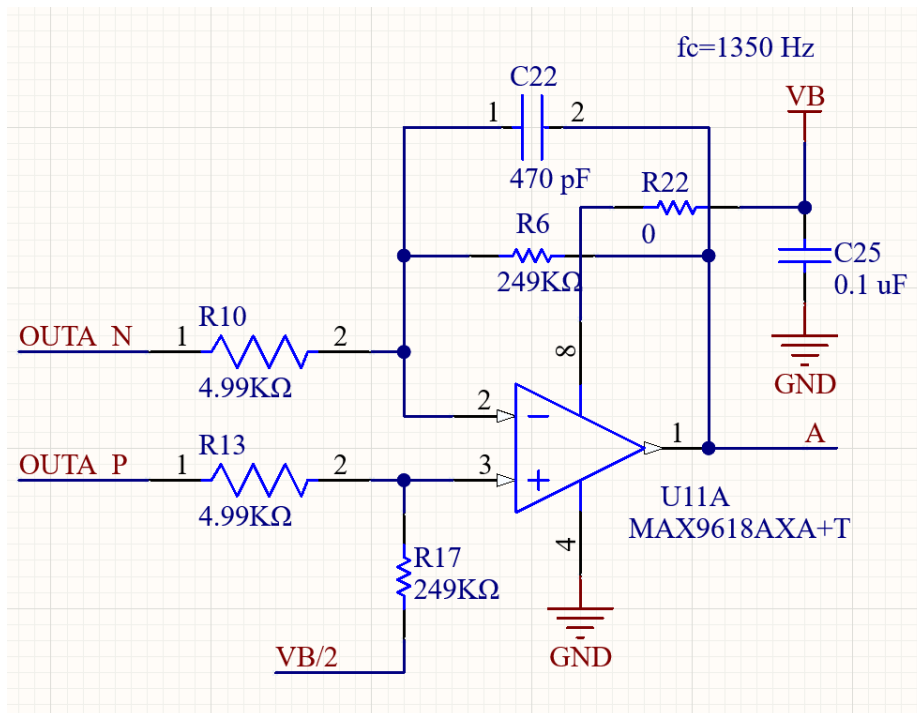 fc=1350 Hz
C22
VB
1
2
470 pF
R22
0
R6
249KΩ
C25
0.1 uF
GND
OUTA_N
1
R10
2
4.99KΩ
8
2
1
A
OUTA_P
1
R13
2
4.99KΩ
3
U11A
MAX9618AXA+T
4
R17
249KΩ
VB/2
GND